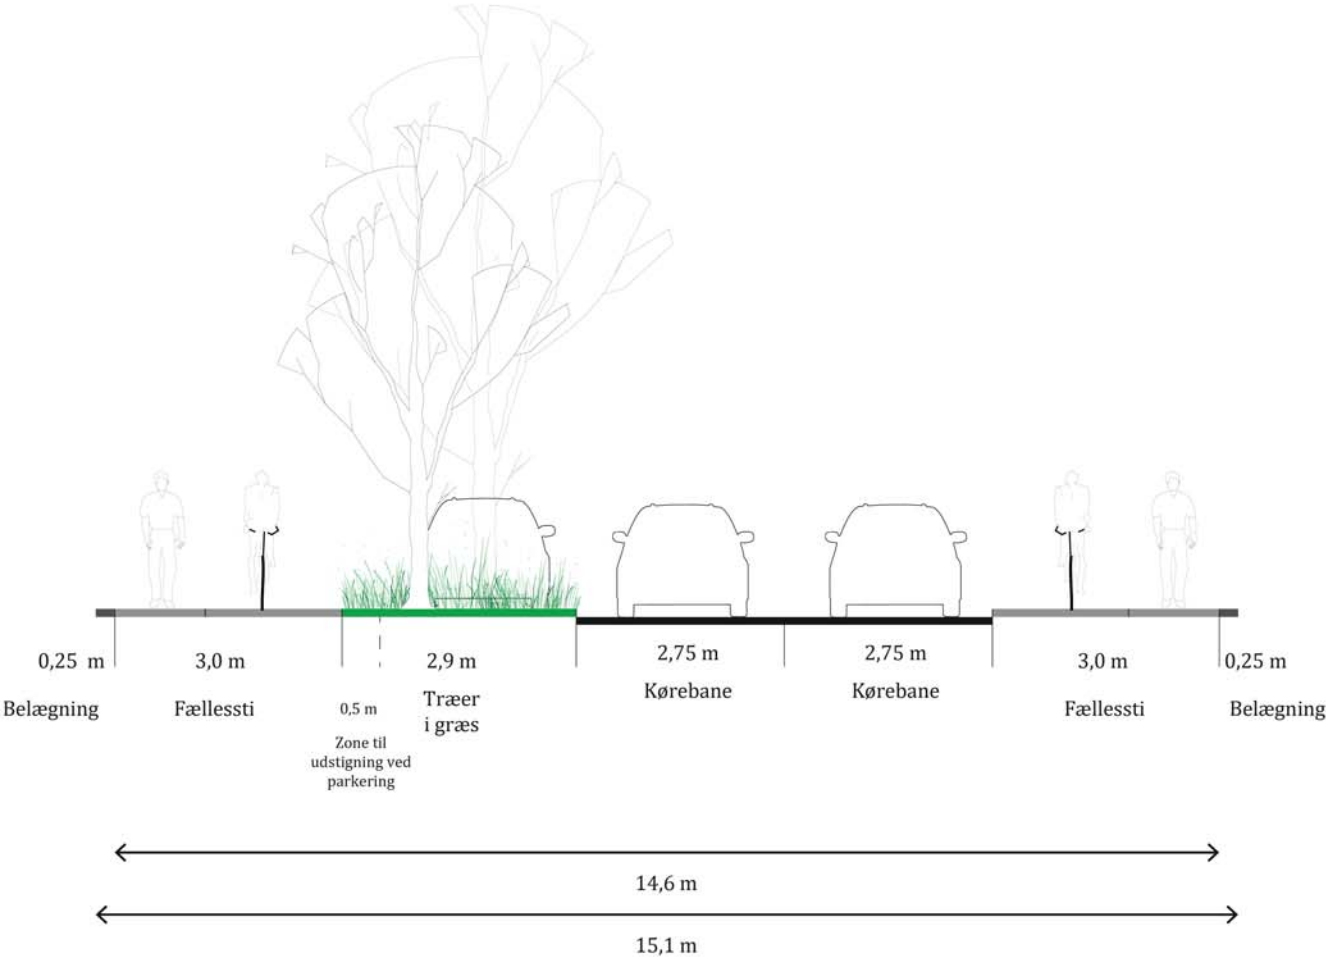 0,25 m
3,0 m
2,9 m
2,75 m
2,75 m
3,0 m
0,25 m
Belægning
Fællessti
0,5 m
Zone til
udstigning ved
parkering
Træer
i græs
Kørebane
Kørebane
Fællessti
Belægning
14,6 m
15,1 m